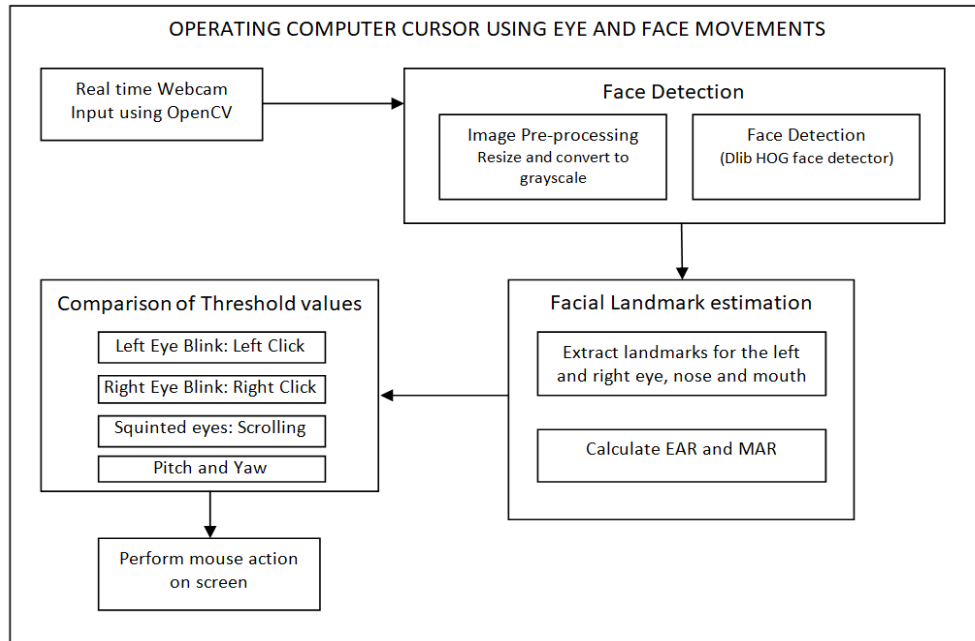 OPERATING COMPUTER CURSOR USING EYE AND FACE MOVEMENTS
Real time Webcam
Input using OpenCV
Face Detection
Image Pre-processing
Resize and convert to
grayscale
Face Detection
(Dlib HOG face detector)
Facial Landmark estimation
Extract landmarks for the left
and right eye, nose and mouth
Calculate EAR and MAR
Comparison of Threshold values
Left Eye Blink: Left Click
Right Eye Blink: Right Click
Squinted eyes: Scrolling
Pitch and Yaw
Perform mouse action
on screen